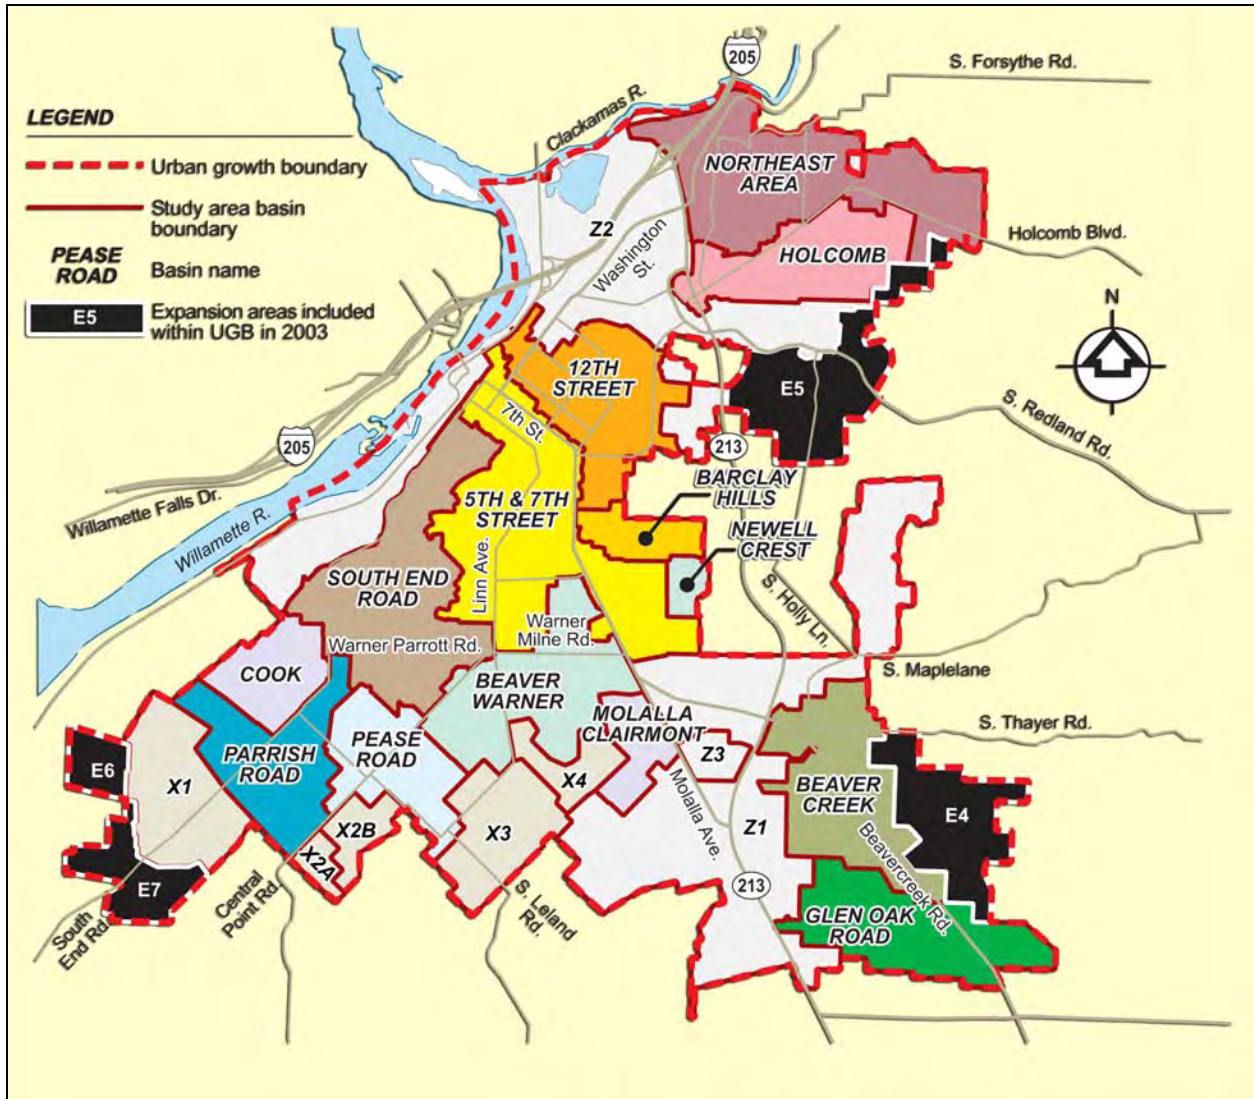 LEGEND
Urban growth boundary
Study area basin
boundary
PEASE
ROAD
Basin name
E5
Expansion areas included
within UGB in 2003
205
S. Forsythe Rd.
Clackamas R.
NORTHEAST
AREA
Z2
Washington
St.
HOLCOMB
Holcomb Blvd.
N
12TH
STREET
E5
7th St.
213
S. Redland Rd.
205
Willamette Falls Dr.
Willamette R.
BARCLAY
HILLS
5TH & 7TH
STREET
NEWELL
CREST
Linn Ave.
SOUTH END
ROAD
S. Holly Ln.
Warner
Milne Rd.
Warner Parrott Rd.
S. Maplelane
COOK
BEAVER
WARNER
MOLALLA
CLAIRMONT
S. Thayer Rd.
PARRISH
ROAD
PEASE
ROAD
Z3
E6
X1
X4
BEAVER
CREEK
Molalla Ave.
E4
X2B
X3
Z1
Beavercreek Rd.
X2A
E7
213
Central
Point Rd.
South
End Rd.
S. Leland
Rd.
GLEN OAK
ROAD